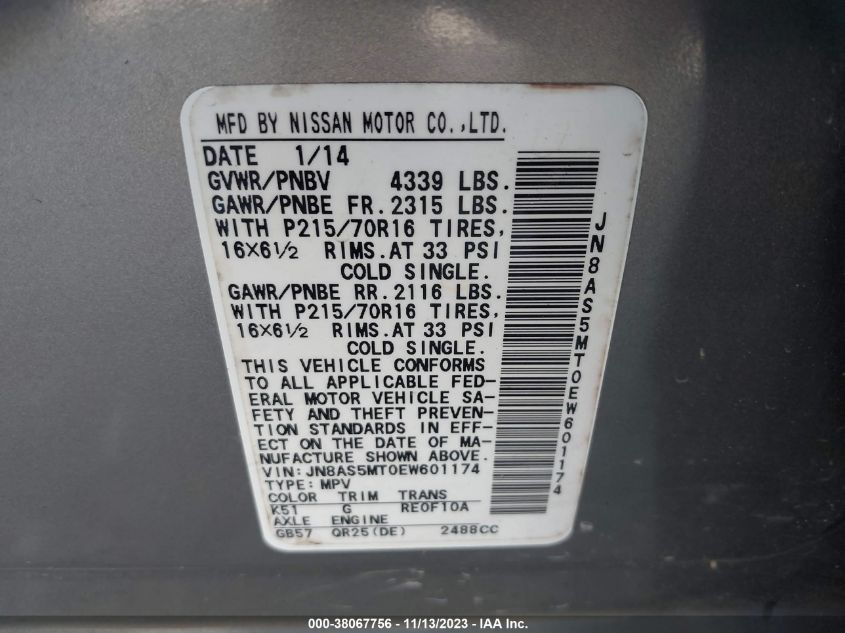 MFD BY NISSAN MOTOR CO.,LTD.
DATE 1/14
GVWR/PNBV 4339 LBS.
GAWR/PNBE FR.2315 LBS.
WITH P215/70R16 TIRES,
16X6½ RIMS.AT 33 PSI
COLD SINGLE.
GAWR/PNBE RR.2116 LBS.
WITH P215/70R16 TIRES,
16X6½ RIMS.AT 33 PSI
COLD SINGLE.
THIS VEHICLE CONFORMS
TO ALL APPLICABLE FED-
ERAL MOTOR VEHICLE SA-
FETY AND THEFT PREVEN-
TION STANDARDS IN EFF-
ECT ON THE DATE OF MA-
NUFACTURE SHOWN ABOVE.
VIN:JN8AS5MT0EW601174
TYPE:MPV
COLOR TRIM TRANS
K51 G RE0F10A
AXLE ENGINE
GB57 QR25(DE) 2488CC
JN8AS5MT0EW601174
000-38067756 - 11/13/2023 - IAA Inc.